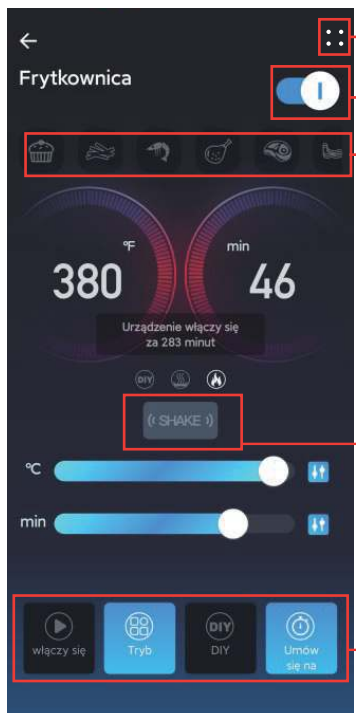 Frytkownica
°F
min
380
46
Urządzenie włączy się
za 283 minut
DIY
(( SHAKE ))
°C
min
włączy się
Tryb
DIY
DIY
Umów
się na